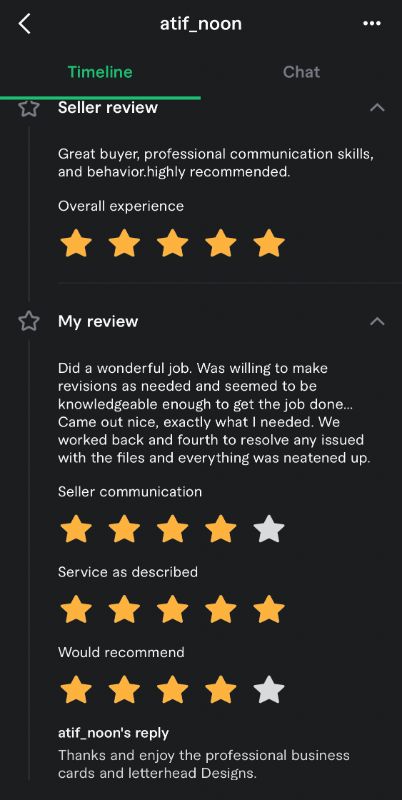 atif_noon
Timeline
Chat
Seller review
Great buyer, professional communication skills,
and behavior.highly recommended.
Overall experience
My review
Did a wonderful job. Was willing to make
revisions as needed and seemed to be
knowledgeable enough to get the job done...
Came out nice, exactly what I needed. We
worked back and fourth to resolve any issued
with the files and everything was neatened up.
Seller communication
Service as described
Would recommend
atif_noon's reply
Thanks and enjoy the professional business
cards and letterhead Designs.